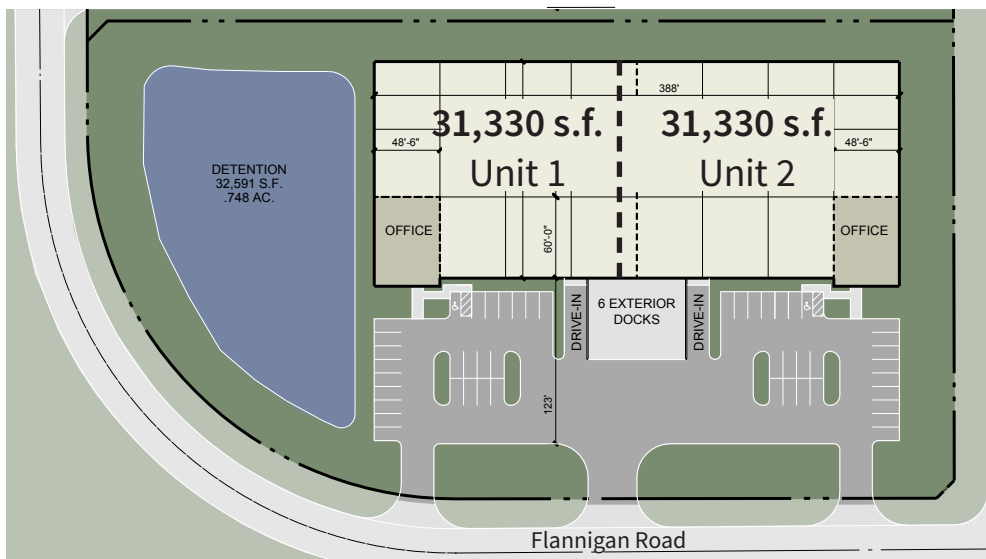 388'
31,330 s.f.
31,330 s.f.
48'-6"
48'-6"
Unit 1
Unit 2
DETENTION
32,591 S.F.
.748 AC.
OFFICE
60'-0"
OFFICE
6 EXTERIOR
DOCKS
DRIVE-IN
DRIVE-IN
123'
Flannigan Road